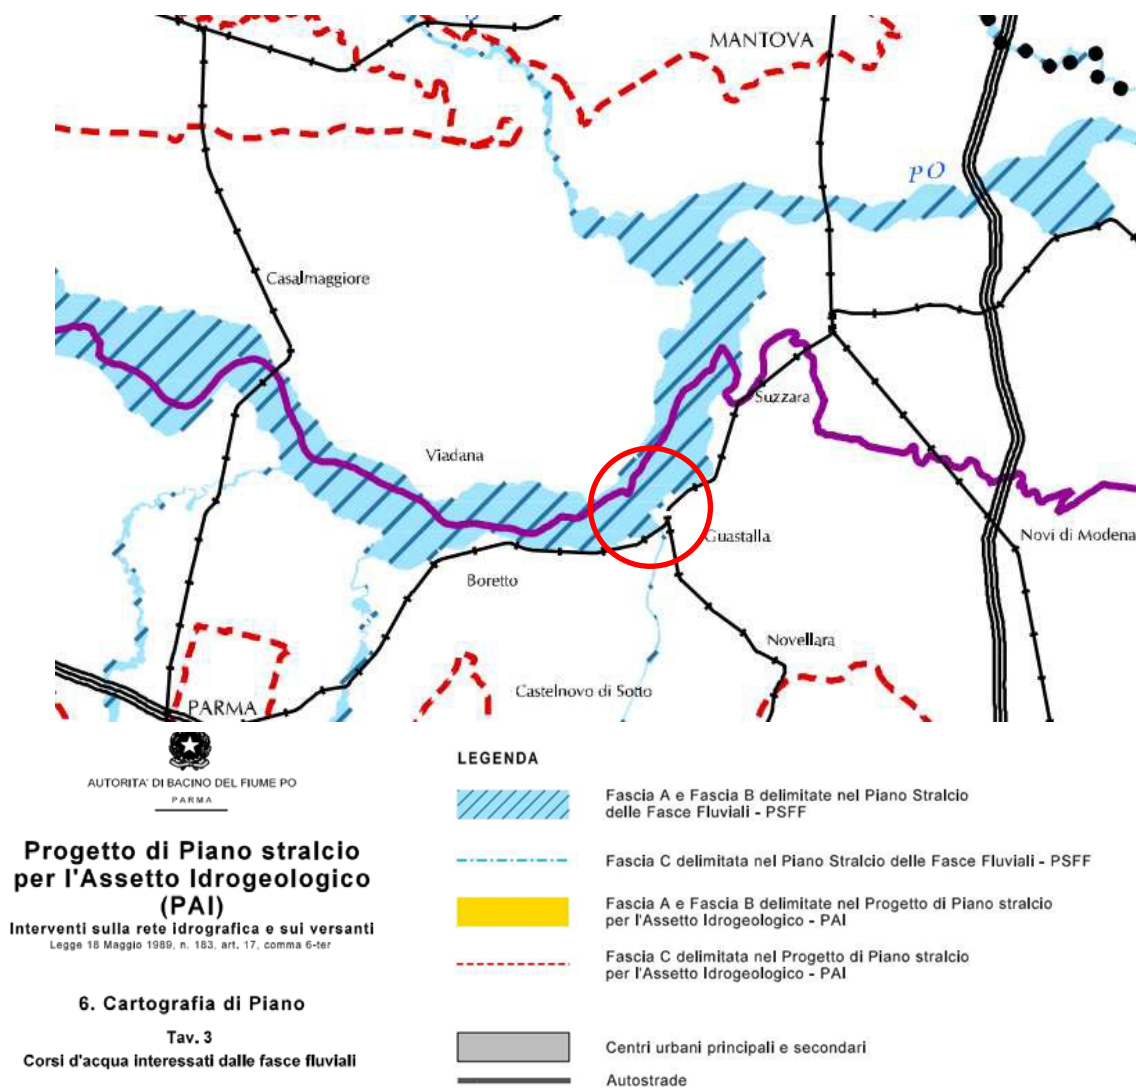 MANTOVA
PO
Casalmaggiore
Suzzara
Viadana
Guastalla
Novi di Modena
Boretto
Novellara
Castelnovo di Sotto
PARMA
AUTORITA' DI BACINO DEL FIUME PO
PARMA
Progetto di Piano stralcio
per l'Assetto Idrogeologico
(PAI)
Interventi sulla rete idrografica e sui versanti
Legge 18 Maggio 1989, n. 183, art. 17, comma 6-ter
6. Cartografia di Piano
Tav. 3
Corsi d'acqua interessati dalle fasce fluviali
LEGENDA
Fascia A e Fascia B delimitate nel Piano Stralcio
delle Fasce Fluviali - PSFF
Fascia C delimitata nel Piano Stralcio delle Fasce Fluviali - PSFF
Fascia A e Fascia B delimitate nel Progetto di Piano stralcio
per l'Assetto Idrogeologico - PAI
Fascia C delimitata nel Progetto di Piano stralcio
per l'Assetto Idrogeologico - PAI
Centri urbani principali e secondari
Autostrade